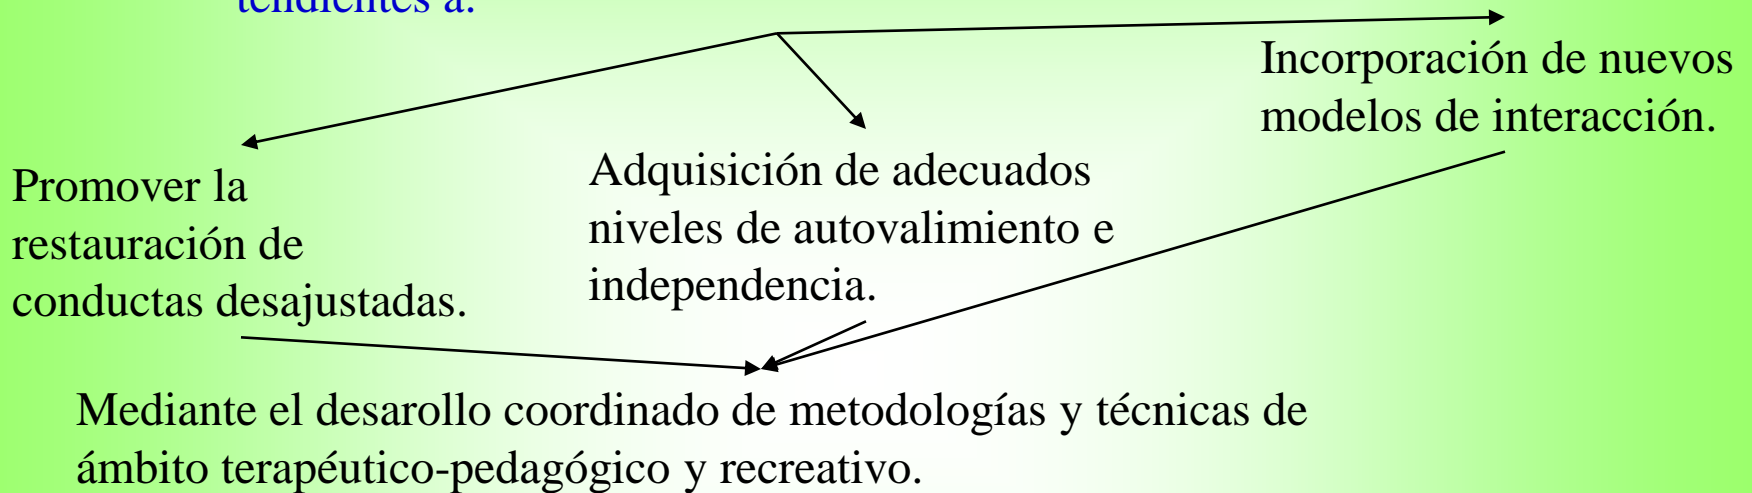 tendientes a:
Incorporación de nuevos
modelos de interacción.
Promover la
restauración de
conductas desajustadas.
Adquisición de adecuados
niveles de autovalimiento e
independencia.
Mediante el desarollo coordinado de metodologías y técnicas de
ámbito terapéutico-pedagógico y recreativo.